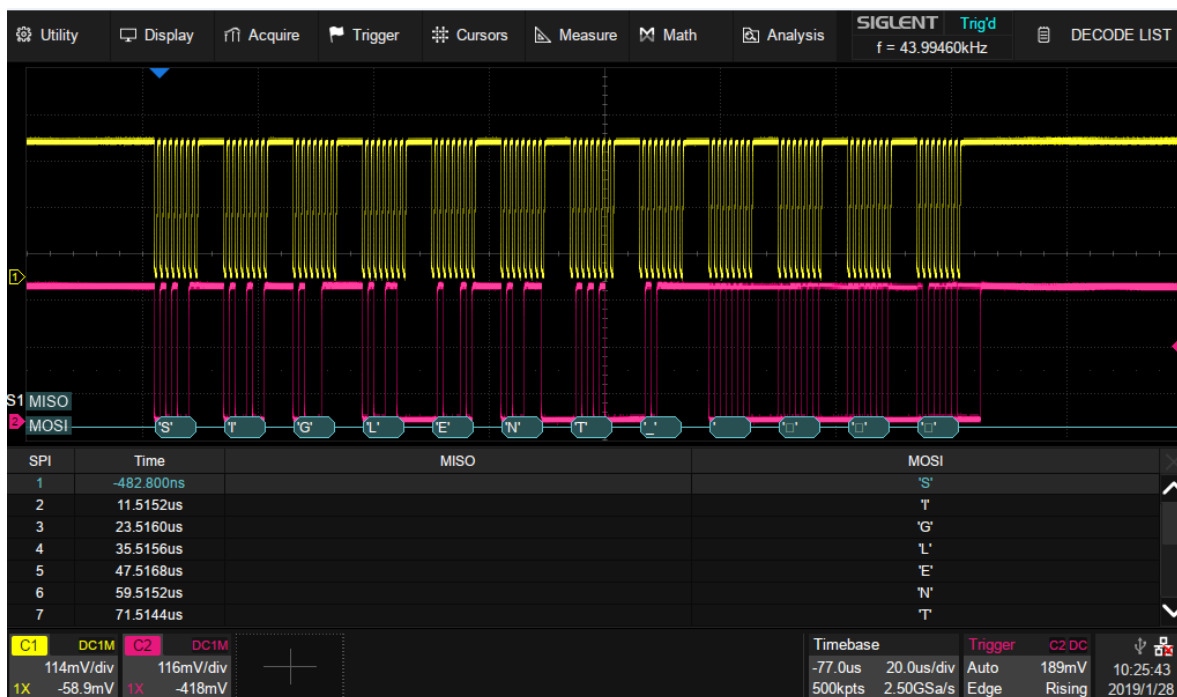 Utility Display Acquire Trigger Cursors Measure Math Analysis SIGLENT Trig'd DECODE LIST
f = 43.99460kHz
1
S1 MISO
2 MOSI 'S' 'I' 'G' 'L' 'E' 'N' 'T' '_' ' '□' '□' '□'
SPI Time MISO MOSI
1 -482.800ns 'S'
2 11.5152us 'I'
3 23.5160us 'G'
4 35.5156us 'L'
5 47.5168us 'E'
6 59.5152us 'N'
7 71.5144us 'T'
C1 DC1M C2 DC1M Timebase Trigger C2 DC
114mV/div 116mV/div -77.0us 20.0us/div Auto 189mV 10:25:43
1X -58.9mV 1X -418mV 500kpts 2.50GSa/s Edge Rising 2019/1/28